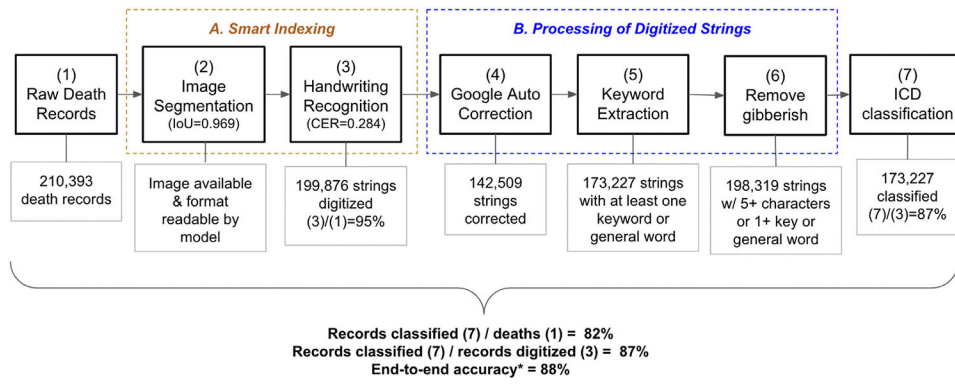 A. Smart Indexing
B. Processing of Digitized Strings
(1)
Raw Death
Records
(2)
Image
Segmentation
(IoU=0.969)
(3)
Handwriting
Recognition
(CER=0.284)
(4)
Google Auto
Correction
(5)
Keyword
Extraction
(6)
Remove
gibberish
(7)
ICD
classification
210,393
death records
Image available
& format
readable by
model
199,876 strings
digitized
(3)/(1)=95%
142,509
strings
corrected
173,227 strings
with at least one
keyword or
general word
198,319 strings
w/ 5+ characters
or 1+ key or
general word
173,227
classified
(7)/(3)=87%
Records classified (7) / deaths (1) = 82%
Records classified (7) / records digitized (3) = 87%
End-to-end accuracy* = 88%